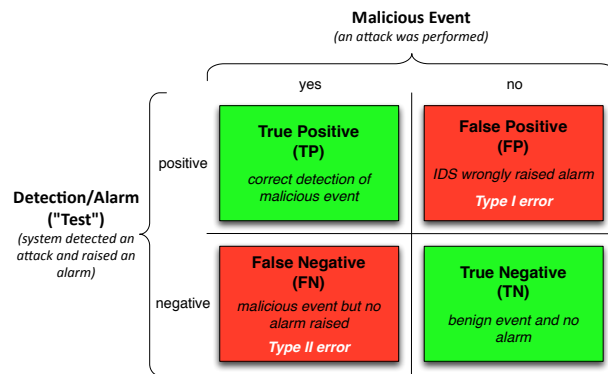 Malicious Event
(an attack was performed)
yes
no
positive
True Positive
(TP)
correct detection of
malicious event
False Positive
(FP)
IDS wrongly raised alarm
Type I error
Detection/Alarm
("Test")
(system detected an
attack and raised an
alarm)
negative
False Negative
(FN)
malicious event but no
alarm raised
Type II error
True Negative
(TN)
benign event and no
alarm